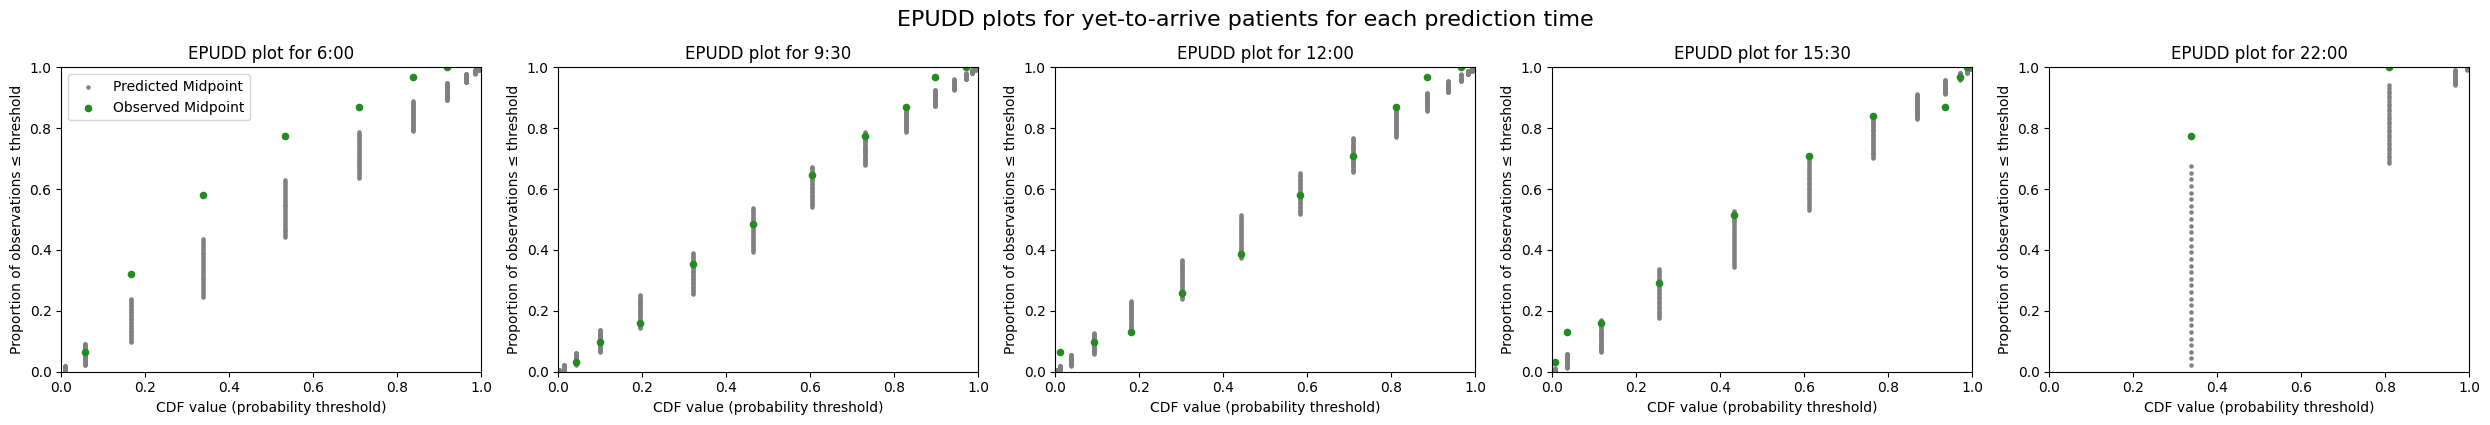 EPUDD plots for yet-to-arrive patients for each prediction time
EPUDD plot for 6:00
Proportion of observations ≤ threshold
1.0
0.8
0.6
0.4
0.2
0.0
Predicted Midpoint
Observed Midpoint
0.0 0.2 0.4 0.6 0.8 1.0
CDF value (probability threshold)
EPUDD plot for 9:30
Proportion of observations ≤ threshold
1.0
0.8
0.6
0.4
0.2
0.0
0.0 0.2 0.4 0.6 0.8 1.0
CDF value (probability threshold)
EPUDD plot for 12:00
Proportion of observations ≤ threshold
1.0
0.8
0.6
0.4
0.2
0.0
0.0 0.2 0.4 0.6 0.8 1.0
CDF value (probability threshold)
EPUDD plot for 15:30
Proportion of observations ≤ threshold
1.0
0.8
0.6
0.4
0.2
0.0
0.0 0.2 0.4 0.6 0.8 1.0
CDF value (probability threshold)
EPUDD plot for 22:00
Proportion of observations ≤ threshold
1.0
0.8
0.6
0.4
0.2
0.0
0.0 0.2 0.4 0.6 0.8 1.0
CDF value (probability threshold)